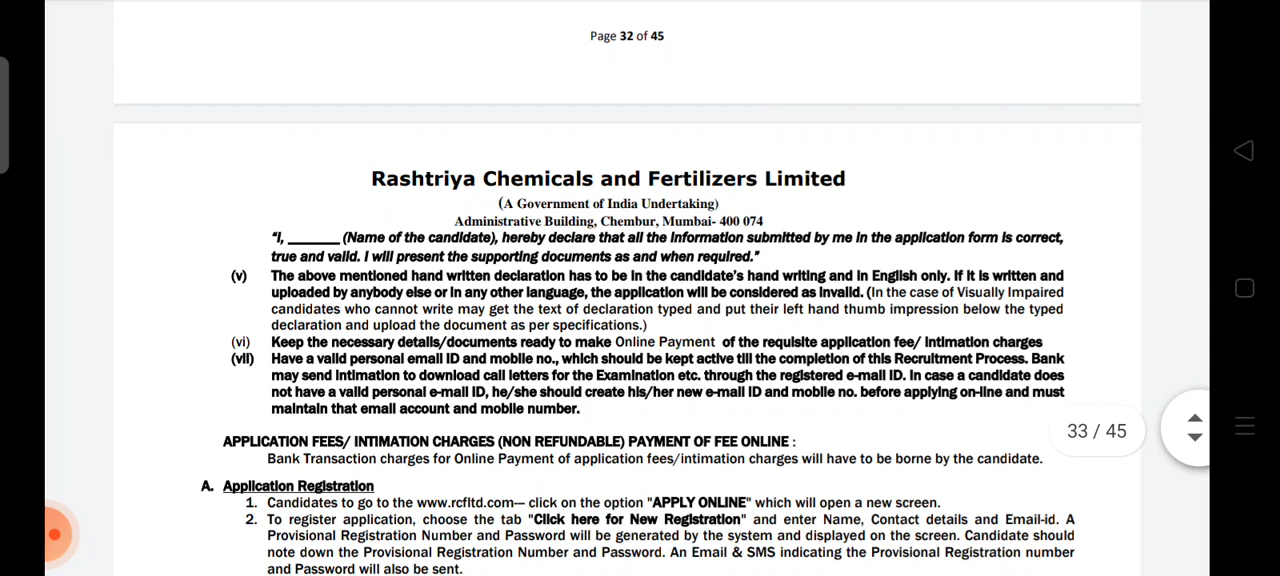 Page 32 of 45
Rashtriya Chemicals and Fertilizers Limited
(A Government of India Undertaking)
Administrative Building, Chembur, Mumbai- 400 074
"I, _______ (Name of the candidate), hereby declare that all the information submitted by me in the application form is correct,
true and valid. I will present the supporting documents as and when required."
(v) The above mentioned hand written declaration has to be in the candidate's hand writing and in English only. If it is written and
uploaded by anybody else or in any other language, the application will be considered as invalid. (In the case of Visually Impaired
candidates who cannot write may get the text of declaration typed and put their left hand thumb impression below the typed
declaration and upload the document as per specifications.)
(vi) Keep the necessary details/documents ready to make Online Payment of the requisite application fee/ intimation charges
(vii) Have a valid personal email ID and mobile no., which should be kept active till the completion of this Recruitment Process. Bank
may send intimation to download call letters for the Examination etc. through the registered e-mail ID. In case a candidate does
not have a valid personal e-mail ID, he/she should create his/her new e-mail ID and mobile no. before applying on-line and must
maintain that email account and mobile number.
33 / 45
APPLICATION FEES/ INTIMATION CHARGES (NON REFUNDABLE) PAYMENT OF FEE ONLINE :
Bank Transaction charges for Online Payment of application fees/intimation charges will have to be borne by the candidate.
A. Application Registration
1. Candidates to go to the www.rcfltd.com— click on the option "APPLY ONLINE" which will open a new screen.
2. To register application, choose the tab "Click here for New Registration" and enter Name, Contact details and Email-id. A
Provisional Registration Number and Password will be generated by the system and displayed on the screen. Candidate should
note down the Provisional Registration Number and Password. An Email & SMS indicating the Provisional Registration number
and Password will also be sent.